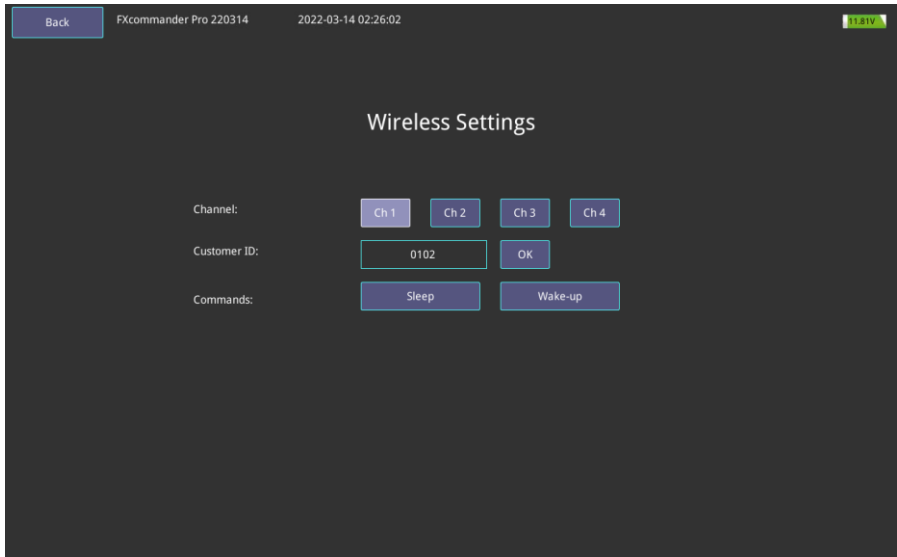 Back FXcommander Pro 220314 2022-03-14 02:26:02 11.81V
Wireless Settings
Channel: Ch 1 Ch 2 Ch 3 Ch 4
Customer ID: 0102 OK
Commands: Sleep Wake-up